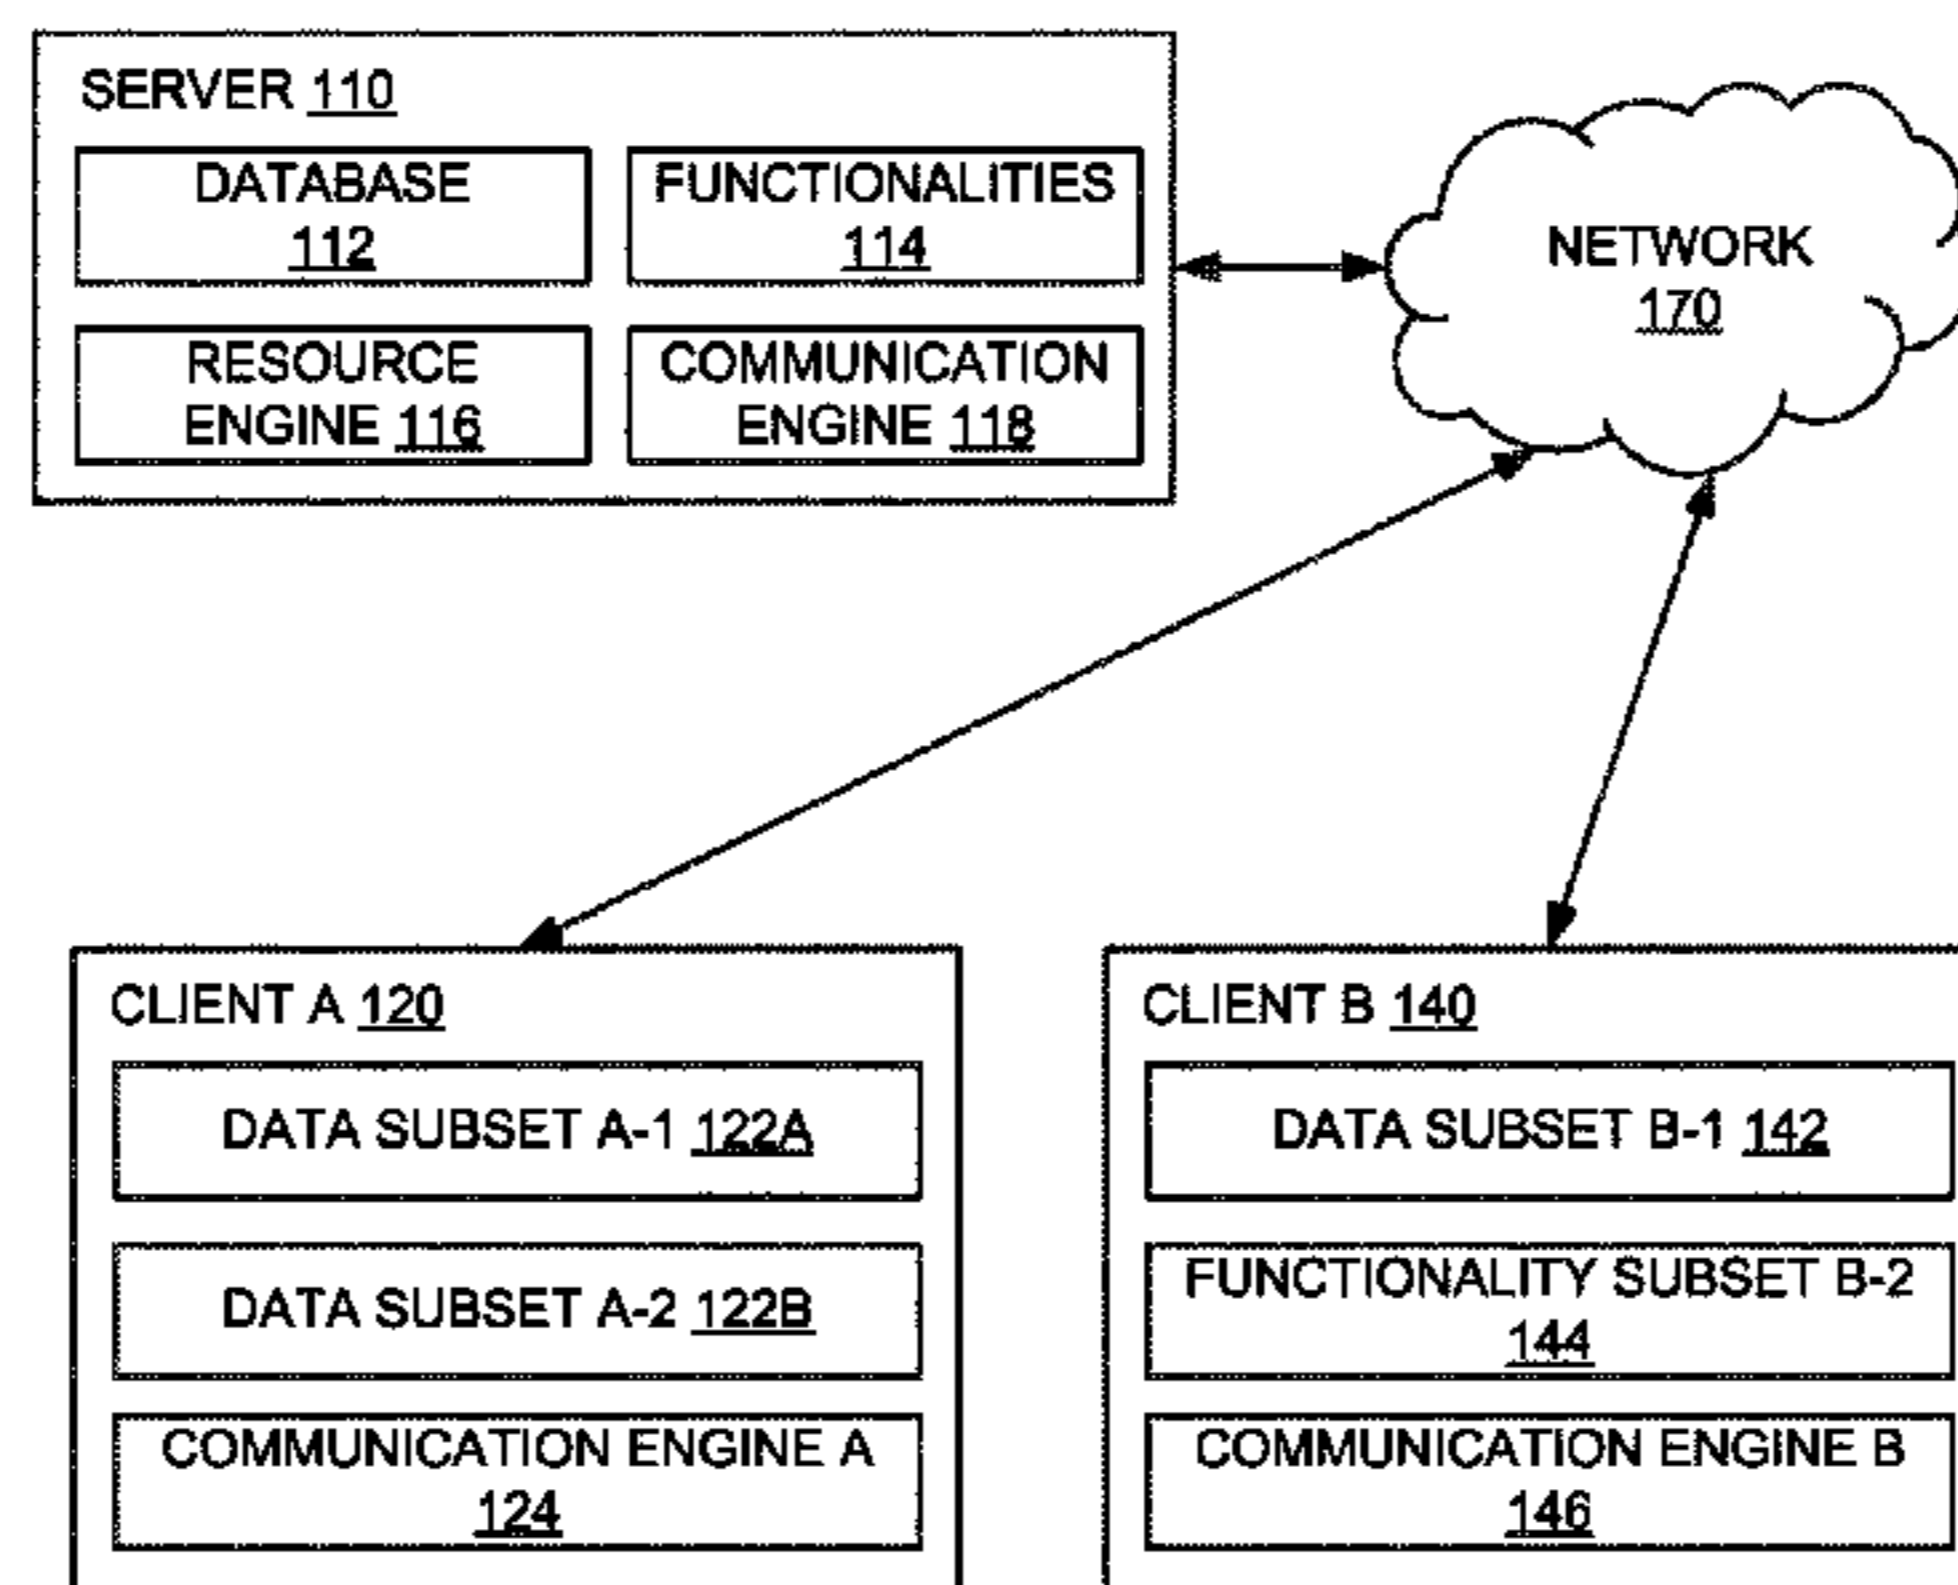 SERVER 110
DATABASE
112
FUNCTIONALITIES
114
RESOURCE
ENGINE 116
COMMUNICATION
ENGINE 118
NETWORK
170
CLIENT A 120
DATA SUBSET A-1 122A
DATA SUBSET A-2 122B
COMMUNICATION ENGINE A
124
CLIENT B 140
DATA SUBSET B-1 142
FUNCTIONALITY SUBSET B-2
144
COMMUNICATION ENGINE B
146